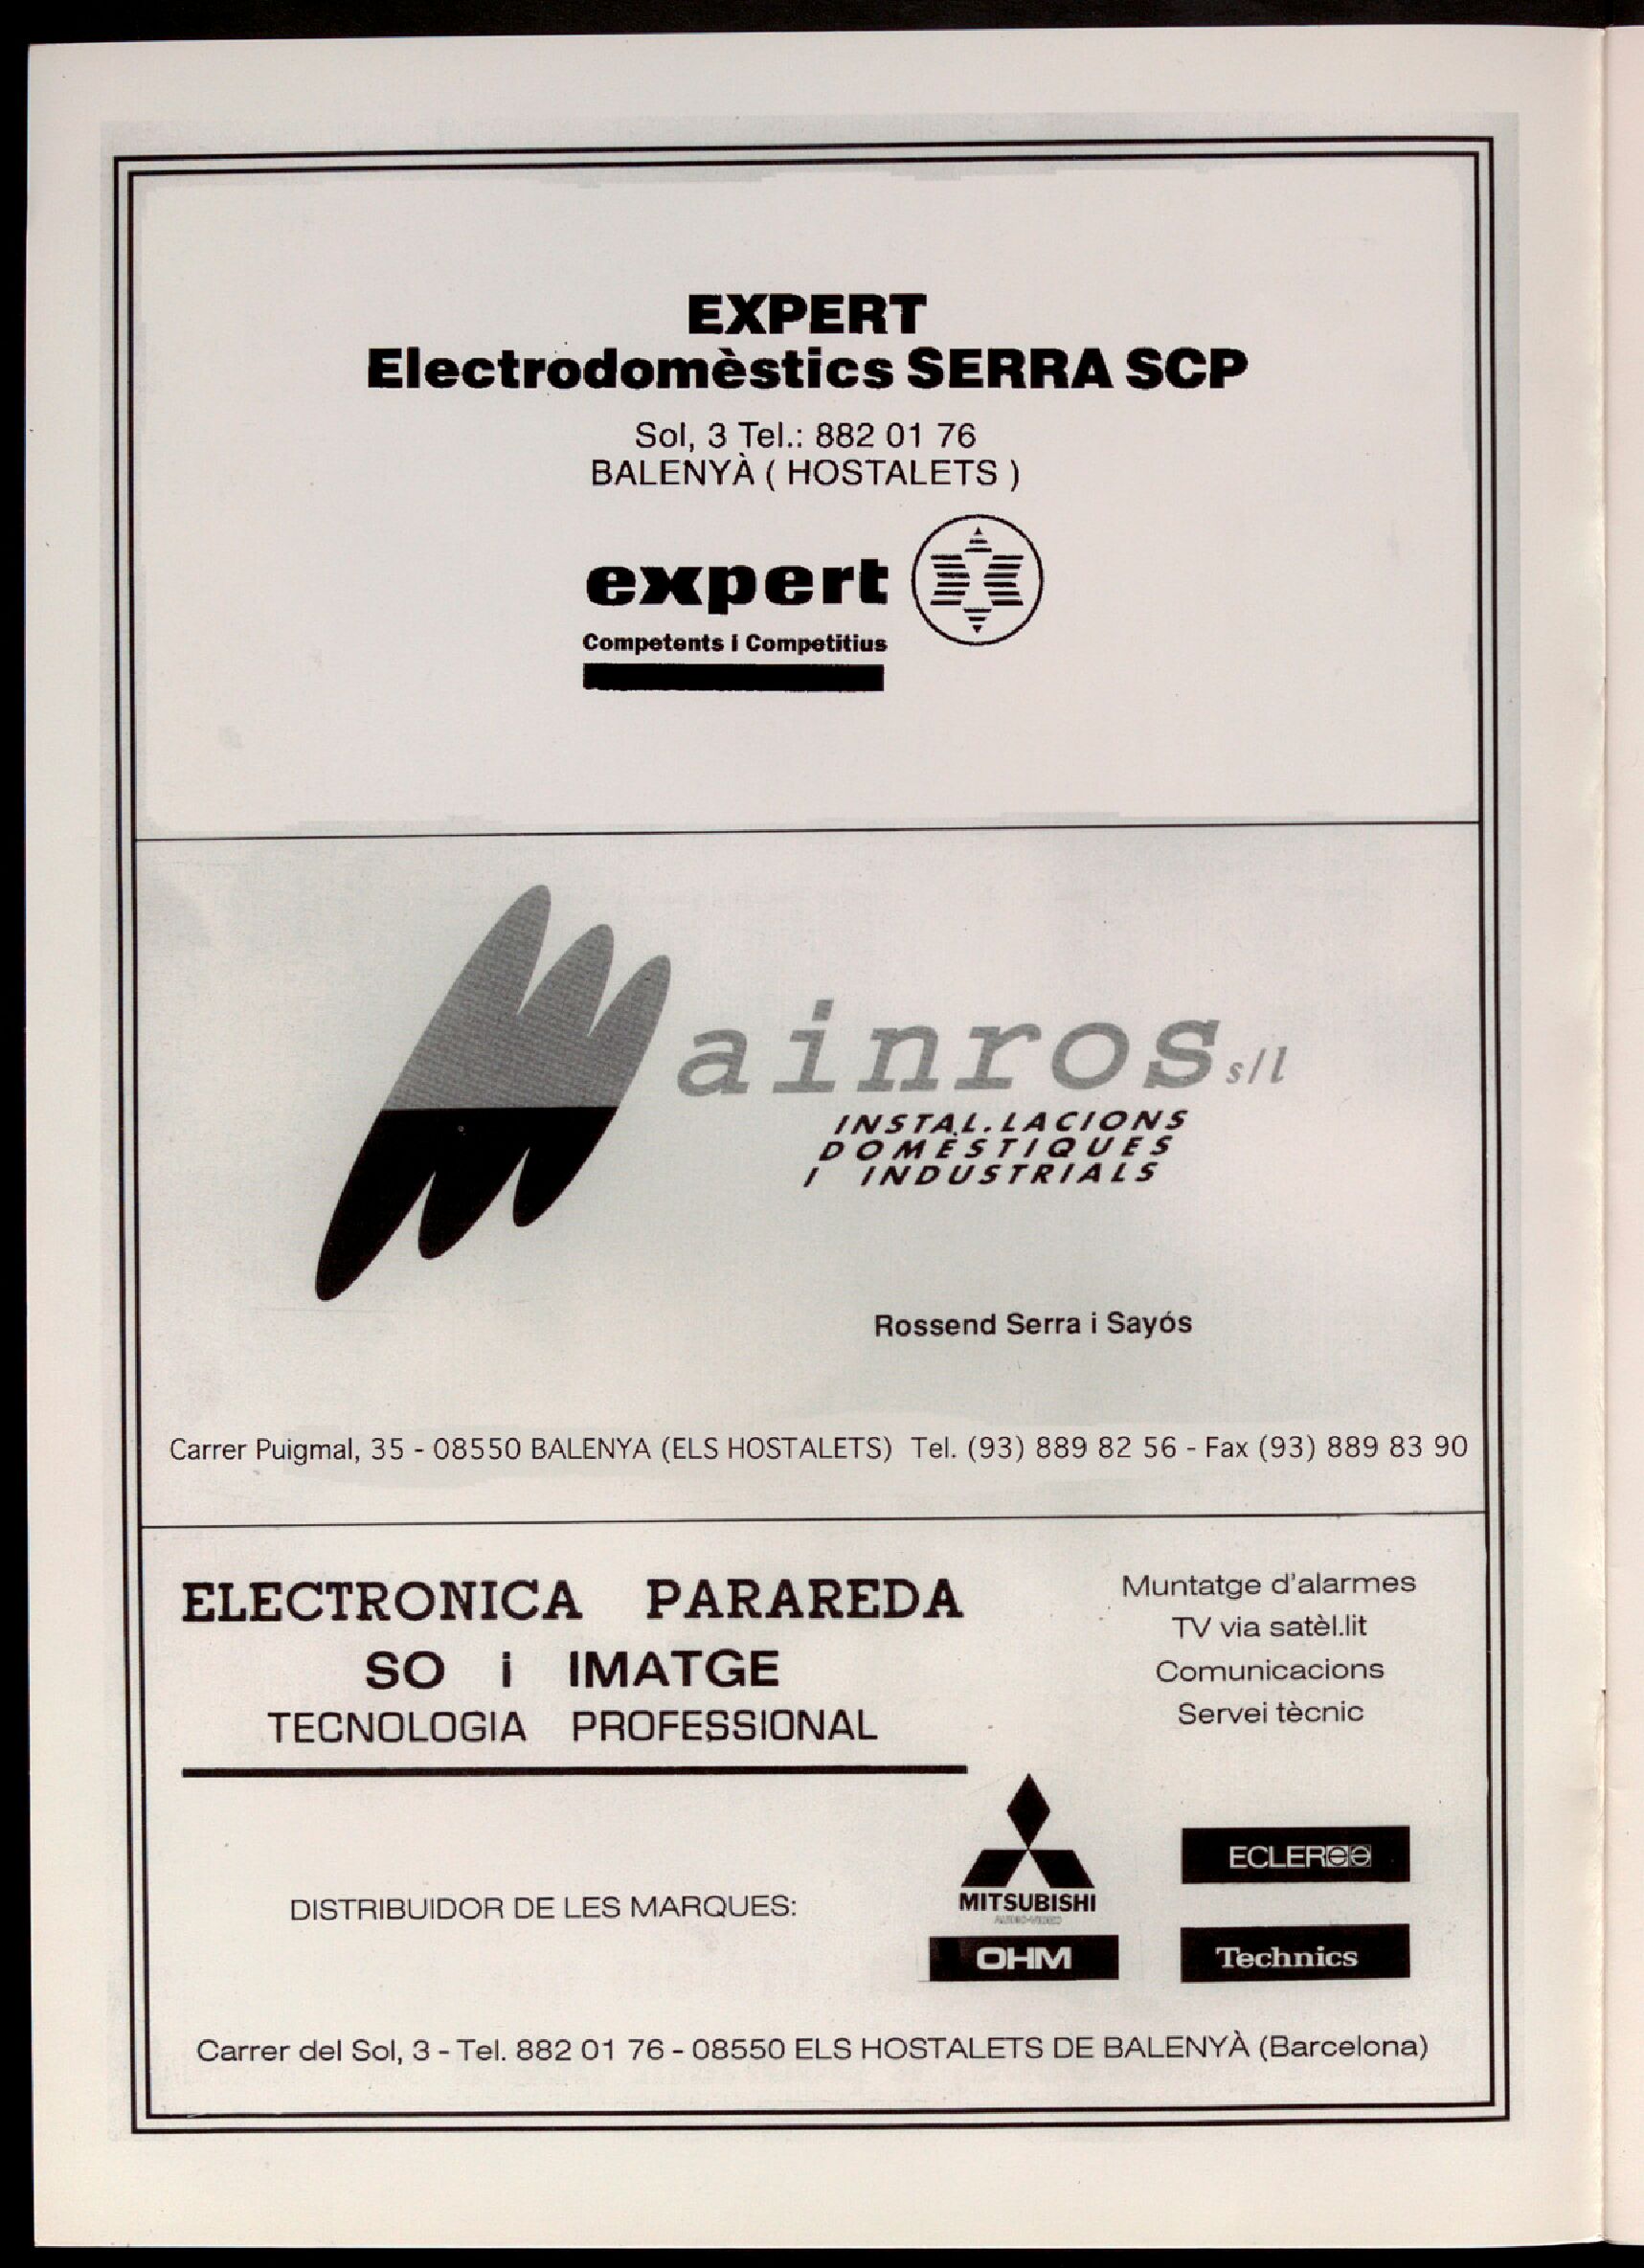 EXPERT
Electrodomèstics SERRA SCP
Sol, 3 Tel.: 882 01 76
BALENYÀ ( HOSTALETS )
expert
Competents i Competitius
Mainros s/l
INSTAL.LACIONS
DOMÈSTIQUES
I INDUSTRIALS
Rossend Serra i Sayós
Carrer Puigmal, 35 - 08550 BALENYA (ELS HOSTALETS) Tel. (93) 889 82 56 - Fax (93) 889 83 90
ELECTRONICA PARAREDA
SO i IMATGE
TECNOLOGIA PROFESSIONAL
Muntatge d'alarmes
TV via satèl.lit
Comunicacions
Servei tècnic
DISTRIBUIDOR DE LES MARQUES:
MITSUBISHI
AUDIO-VIDEO
OHM
ECLER
Technics
Carrer del Sol, 3 - Tel. 882 01 76 - 08550 ELS HOSTALETS DE BALENYÀ (Barcelona)